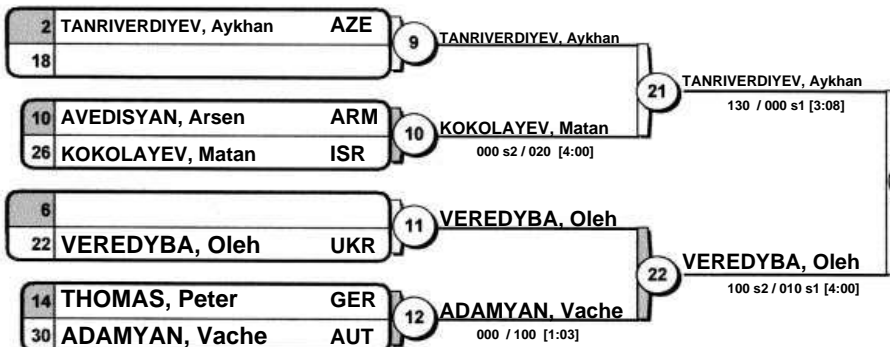 2 TANRIVERDIYEV, Aykhan AZE
18
9
TANRIVERDIYEV, Aykhan
10 AVEDISYAN, Arsen ARM
26 KOKOLAYEV, Matan ISR
10
KOKOLAYEV, Matan
000 s2 / 020 [4:00]
21
TANRIVERDIYEV, Aykhan
130 / 000 s1 [3:08]
6
22 VEREDYBA, Oleh UKR
11
VEREDYBA, Oleh
14 THOMAS, Peter GER
30 ADAMYAN, Vache AUT
12
ADAMYAN, Vache
000 / 100 [1:03]
22
VEREDYBA, Oleh
100 s2 / 010 s1 [4:00]